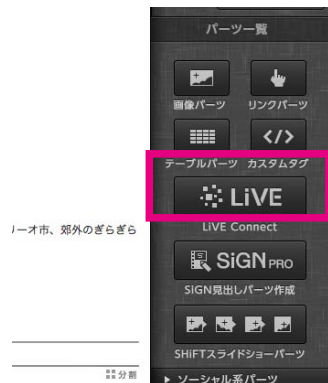 パーツ一覧
画像パーツ リンクパーツ
</>
テーブルパーツ カスタムタグ
LiVE
LiVE Connect
リーオ市、郊外のぎらぎら
SiGN PRO
SIGN見出しパーツ作成
SHiFTスライドショーパーツ
分割
ソーシャル系パーツ